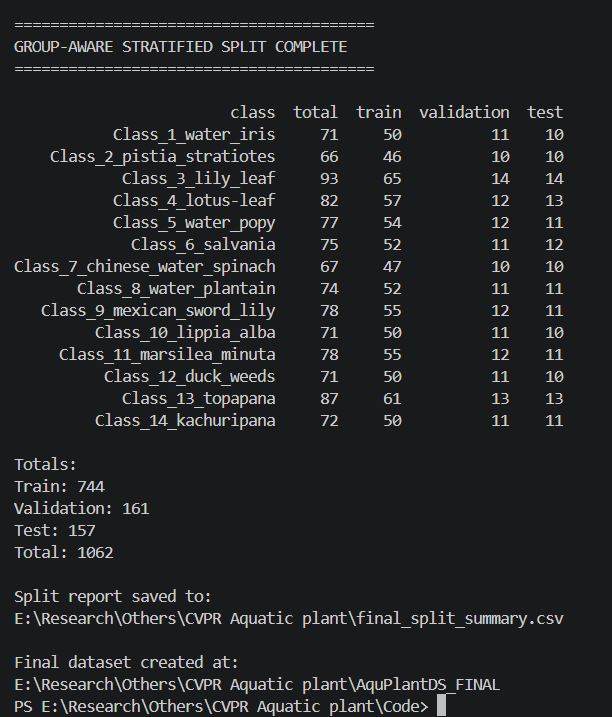 ========================================
GROUP-AWARE STRATIFIED SPLIT COMPLETE
========================================
class total train validation test
Class_1_water_iris 71 50 11 10
Class_2_pistia_stratiotes 66 46 10 10
Class_3_lily_leaf 93 65 14 14
Class_4_lotus-leaf 82 57 12 13
Class_5_water_popy 77 54 12 11
Class_6_salvania 75 52 11 12
Class_7_chinese_water_spinach 67 47 10 10
Class_8_water_plantain 74 52 11 11
Class_9_mexican_sword_lily 78 55 12 11
Class_10_lippia_alba 71 50 11 10
Class_11_marsilea_minuta 78 55 12 11
Class_12_duck_weeds 71 50 11 10
Class_13_topapana 87 61 13 13
Class_14_kachuripana 72 50 11 11
Totals:
Train: 744
Validation: 161
Test: 157
Total: 1062
Split report saved to:
E:\Research\Others\CVPR Aquatic plant\final_split_summary.csv
Final dataset created at:
E:\Research\Others\CVPR Aquatic plant\AquPlantDS_FINAL
PS E:\Research\Others\CVPR Aquatic plant\Code>